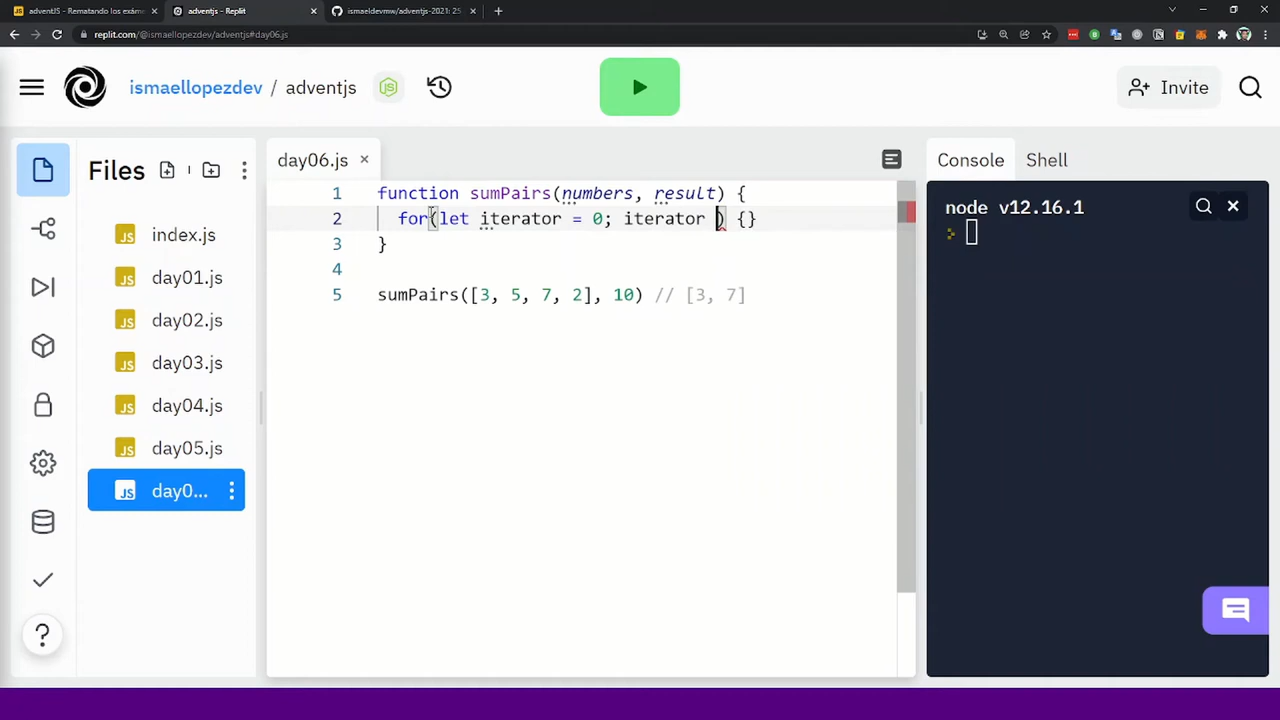 adventJS - Rematando los exáme
adventjs - Replit
ismaeldevmw/adventjs-2021: 25
replit.com/@ismaellopezdev/adventjs#day06.js
ismaellopezdev / adventjs
Invite
Files
index.js
day01.js
day02.js
day03.js
day04.js
day05.js
day0...
day06.js
1 function sumPairs(numbers, result) {
2 for(let iterator = 0; iterator ) {}
3 }
4
5 sumPairs([3, 5, 7, 2], 10) // [3, 7]
Console Shell
node v12.16.1